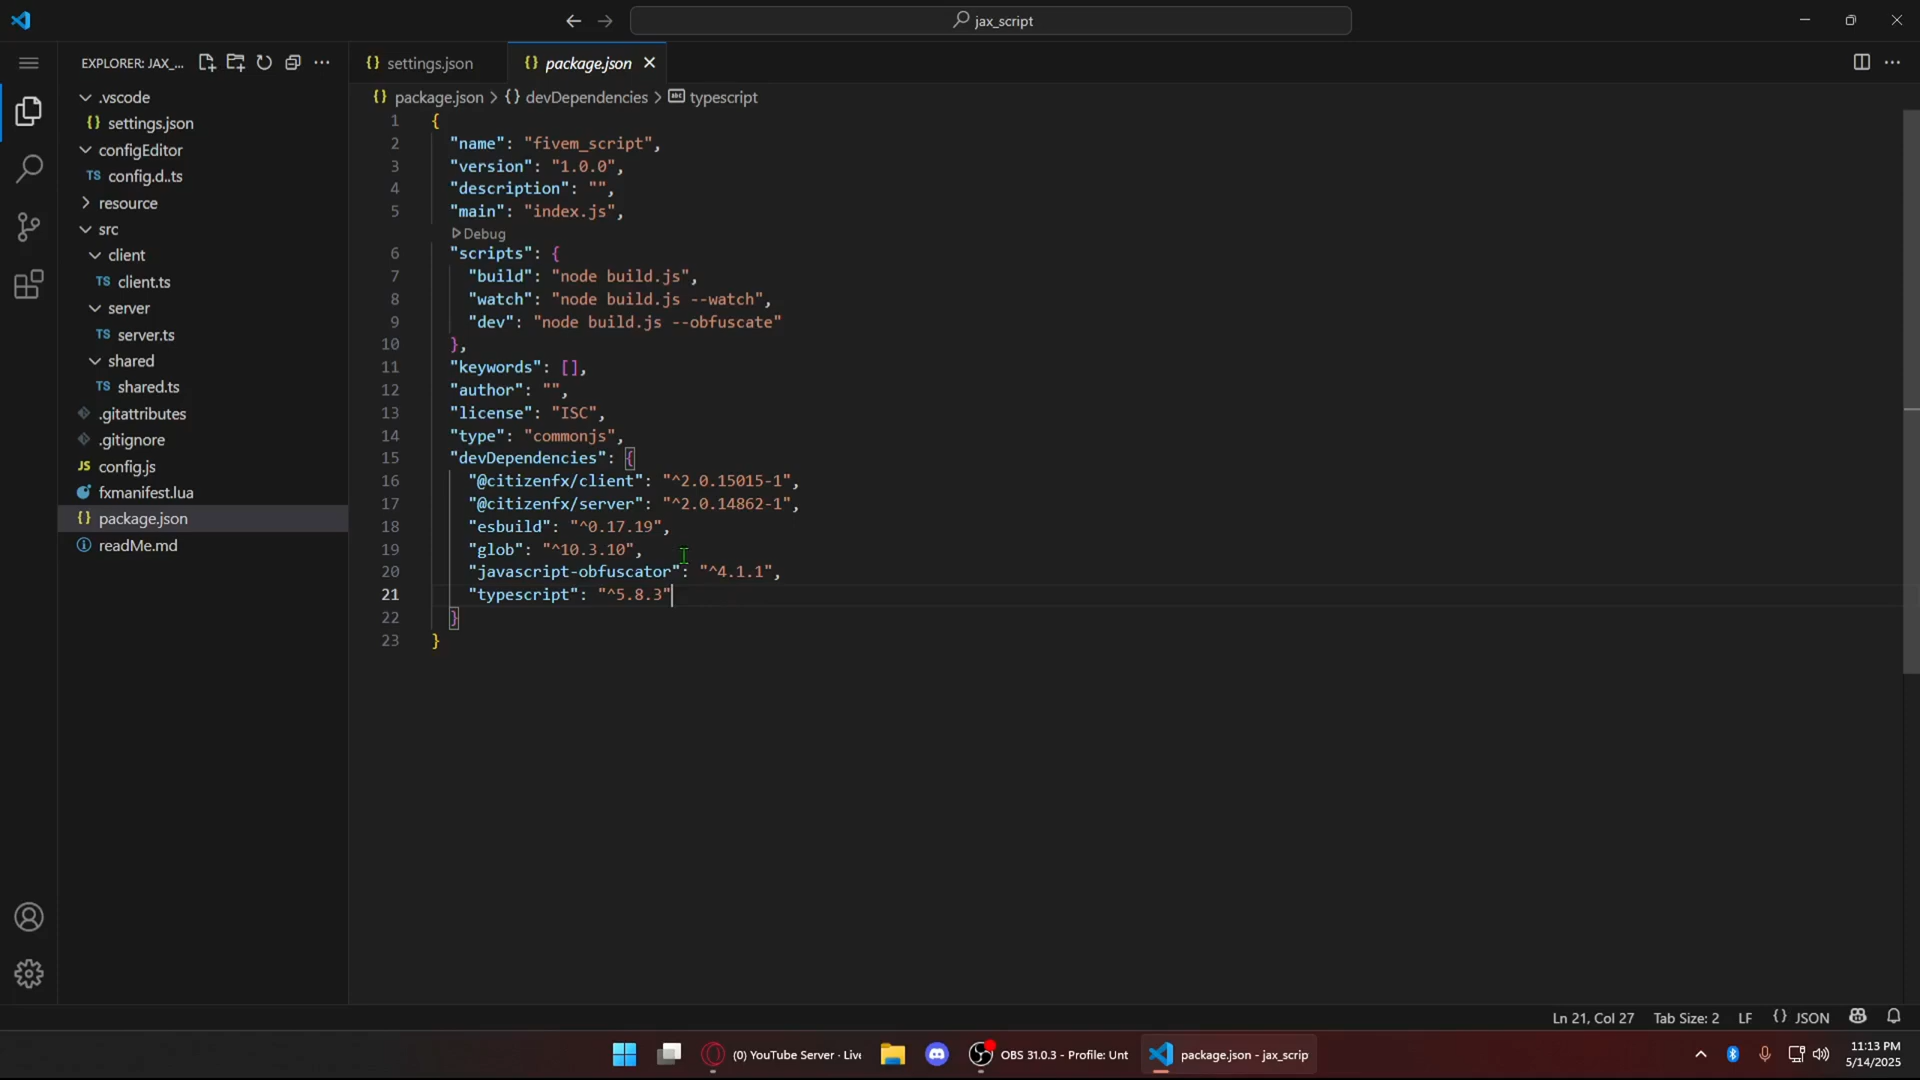 jax_script
EXPLORER: JAX_...
settings.json
package.json
.vscode
settings.json
configEditor
TS config.d..ts
resource
src
client
TS client.ts
server
TS server.ts
shared
TS shared.ts
.gitattributes
.gitignore
JS config.js
fxmanifest.lua
{} package.json
readMe.md
{} package.json > {} devDependencies > abc typescript
1 {
2 "name": "fivem_script",
3 "version": "1.0.0",
4 "description": "",
5 "main": "index.js",
Debug
6 "scripts": {
7 "build": "node build.js",
8 "watch": "node build.js --watch",
9 "dev": "node build.js --obfuscate"
10 },
11 "keywords": [],
12 "author": "",
13 "license": "ISC",
14 "type": "commonjs",
15 "devDependencies": {
16 "@citizenfx/client": "^2.0.15015-1",
17 "@citizenfx/server": "^2.0.14862-1",
18 "esbuild": "^0.17.19",
19 "glob": "^10.3.10",
20 "javascript-obfuscator": "^4.1.1",
21 "typescript": "^5.8.3"
22 }
23 }
Ln 21, Col 27 Tab Size: 2 LF {} JSON
(0) YouTube Server · Live
OBS 31.0.3 - Profile: Unt
package.json - jax_scrip
11:13 PM
5/14/2025